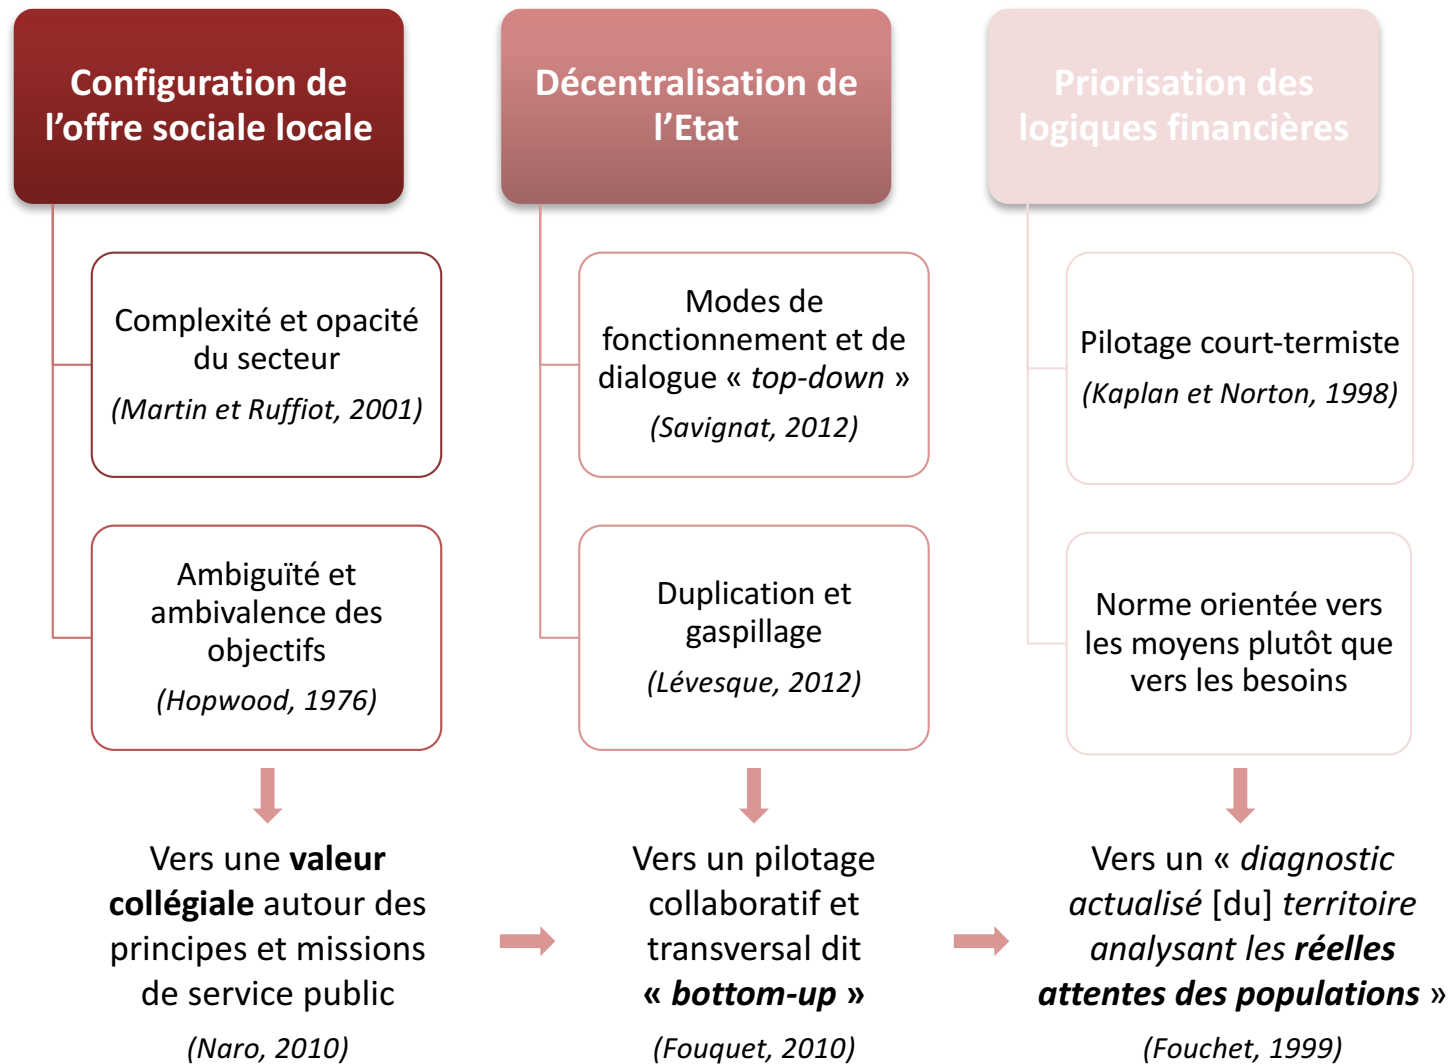 Configuration de
l’offre sociale locale
Complexité et opacité
du secteur
(Martin et Ruffiot, 2001)
Ambiguïté et
ambivalence des
objectifs
(Hopwood, 1976)
Vers une valeur
collégiale autour des
principes et missions
de service public
(Naro, 2010)
Décentralisation de
l’Etat
Modes de
fonctionnement et de
dialogue « top-down »
(Savignat, 2012)
Duplication et
gaspillage
(Lévesque, 2012)
Vers un pilotage
collaboratif et
transversal dit
« bottom-up »
(Fouquet, 2010)
Priorisation des
logiques financières
Pilotage court-termiste
(Kaplan et Norton, 1998)
Norme orientée vers
les moyens plutôt que
vers les besoins
Vers un « diagnostic
actualisé [du] territoire
analysant les réelles
attentes des populations »
(Fouchet, 1999)